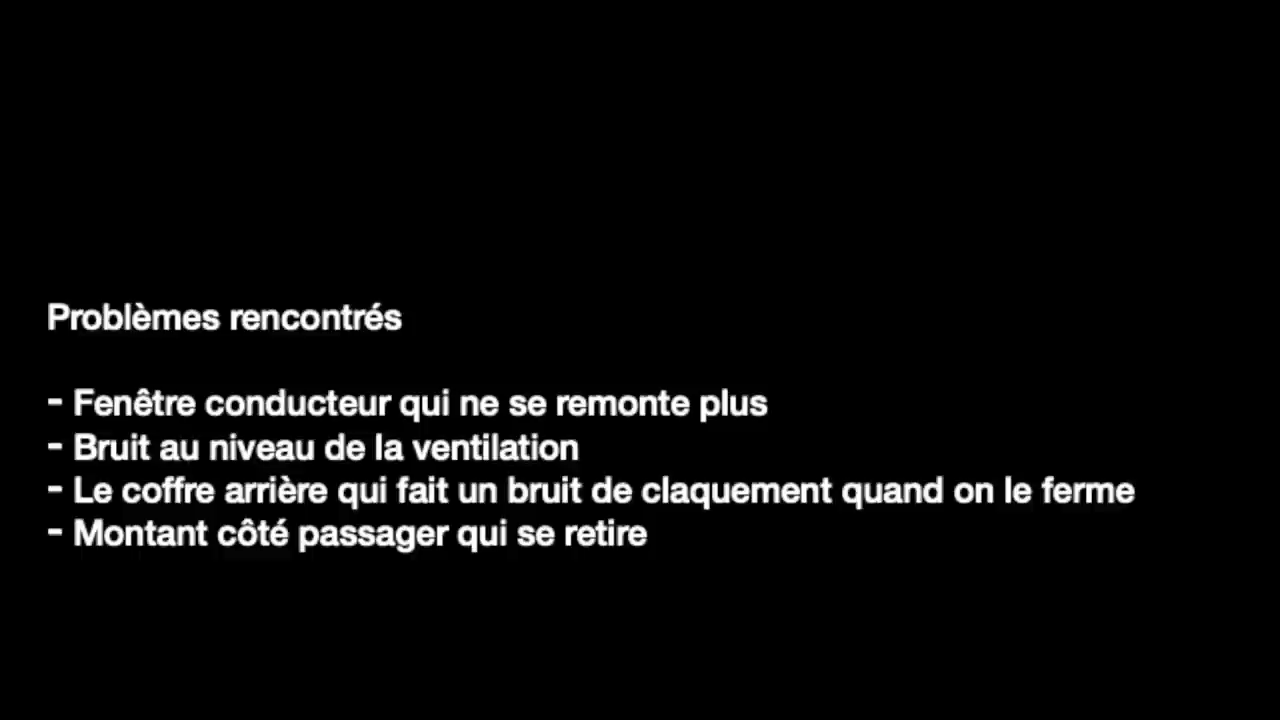 Problèmes rencontrés
- Fenêtre conducteur qui ne se remonte plus
- Bruit au niveau de la ventilation
- Le coffre arrière qui fait un bruit de claquement quand on le ferme
- Montant côté passager qui se retire